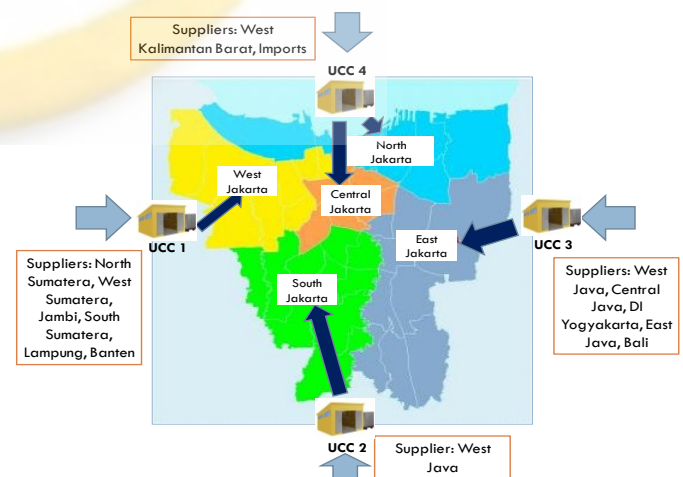 Suppliers: West
Kalimantan Barat, Imports
UCC 4
North
Jakarta
West
Jakarta
Central
Jakarta
UCC 1
UCC 3
East
Jakarta
Suppliers: North
Sumatera, West
Sumatera,
Jambi, South
Sumatera,
Lampung, Banten
Suppliers: West
Java, Central
Java, DI
Yogyakarta, East
Java, Bali
South
Jakarta
UCC 2
Supplier: West
Java